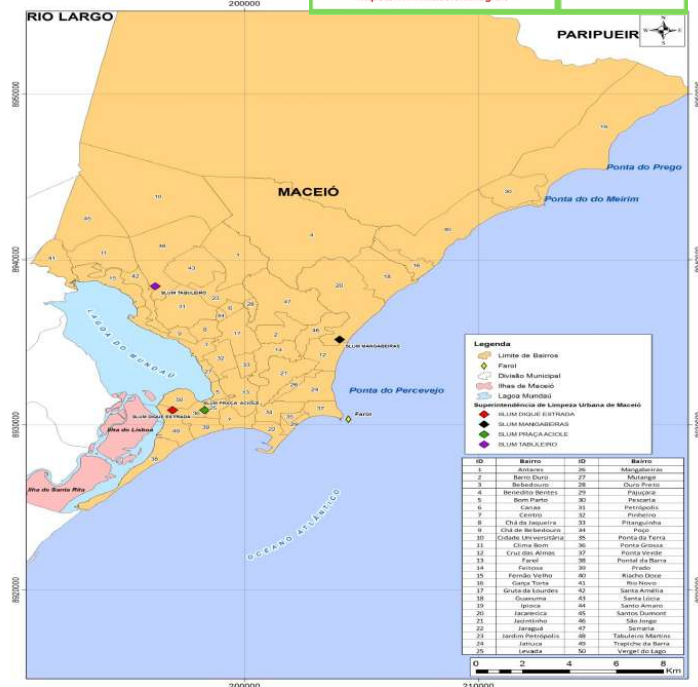 200000
RIO LARGO
PARIPUEIR
N
W E
S
8950000
MACEIÓ
Ponta do Prego
Ponta do do Meirim
8940000
SLUM TABULEIRO
LAGOA DO MUNDAÚ
SLUM MANGABEIRAS
Ponta do Percevejo
SLUM PRAÇA ACIOLE
SLUM DIQUE ESTRADA
Farol
8930000
Ilha do Lisboa
Ilha do Santa Rita
OCEANO ATLÂNTICO
8920000
Legenda
Limite de Bairros
Farol
Divisão Municipal
Ilhas de Maceió
Lagoa Mundaú
Superintendência de Limpeza Urbana de Maceió
SLUM DIQUE ESTRADA
SLUM MANGABEIRAS
SLUM PRAÇA ACIOLE
SLUM TABULEIRO
ID Bairro ID Bairro
1 Antares 26 Mangabeiras
2 Barro Duro 27 Mutange
3 Bebedouro 28 Ouro Preto
4 Benedito Bentes 29 Pajuçara
5 Bom Parto 30 Pescaria
6 Canaa 31 Petrópolis
7 Centro 32 Pinheiro
8 Chã da Jaqueira 33 Pitanguinha
9 Chã de Bebedouro 34 Poço
10 Cidade Universitária 35 Ponta da Terra
11 Clima Bom 36 Ponta Grossa
12 Cruz das Almas 37 Ponta Verde
13 Farol 38 Pontal da Barra
14 Feitosa 39 Prado
15 Fernão Velho 40 Riacho Doce
16 Garça Torta 41 Rio Novo
17 Gruta da Lourdes 42 Santa Amélia
18 Guaxuma 43 Santa Lúcia
19 Ipioca 44 Santo Amaro
20 Jacarecica 45 Santos Dumont
21 Jacintinho 46 São Jorge
22 Jaraguá 47 Serraria
23 Jardim Petrópolis 48 Tabuleiro Martins
24 Jatiuca 49 Trapiche da Barra
25 Levada 50 Vergel do Lago
0 2 4 6 8
Km
200000 210000